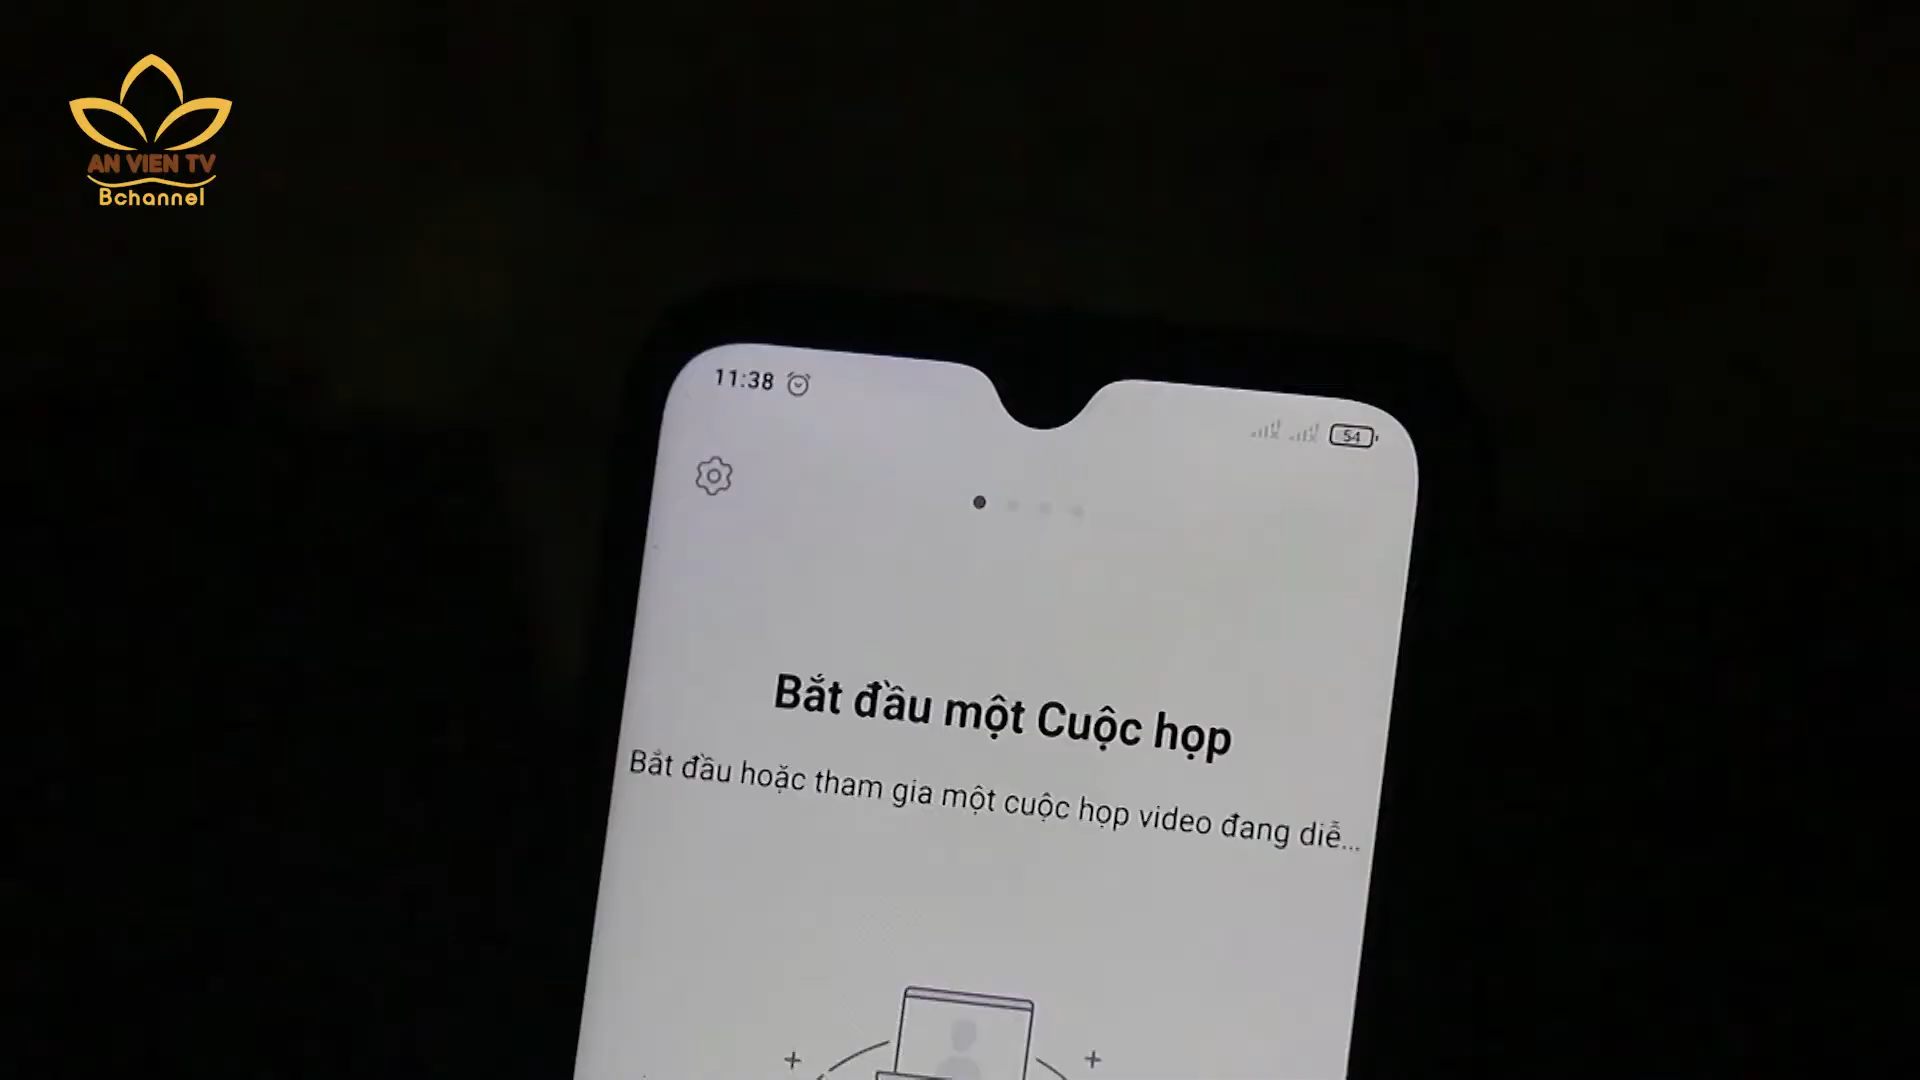 AN VIEN TV
Bchannel
11:38
54
Bắt đầu một Cuộc họp
Bắt đầu hoặc tham gia một cuộc họp video đang diễ...